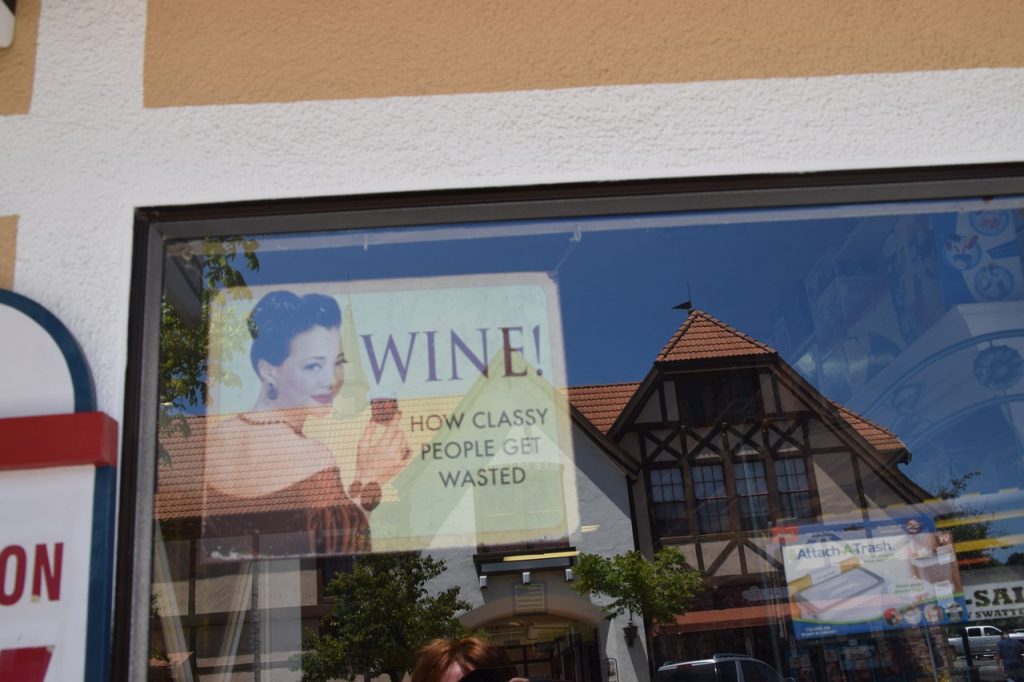 WINE!
HOW CLASSY
PEOPLE GET
WASTED
Attach-A-Trash
ON